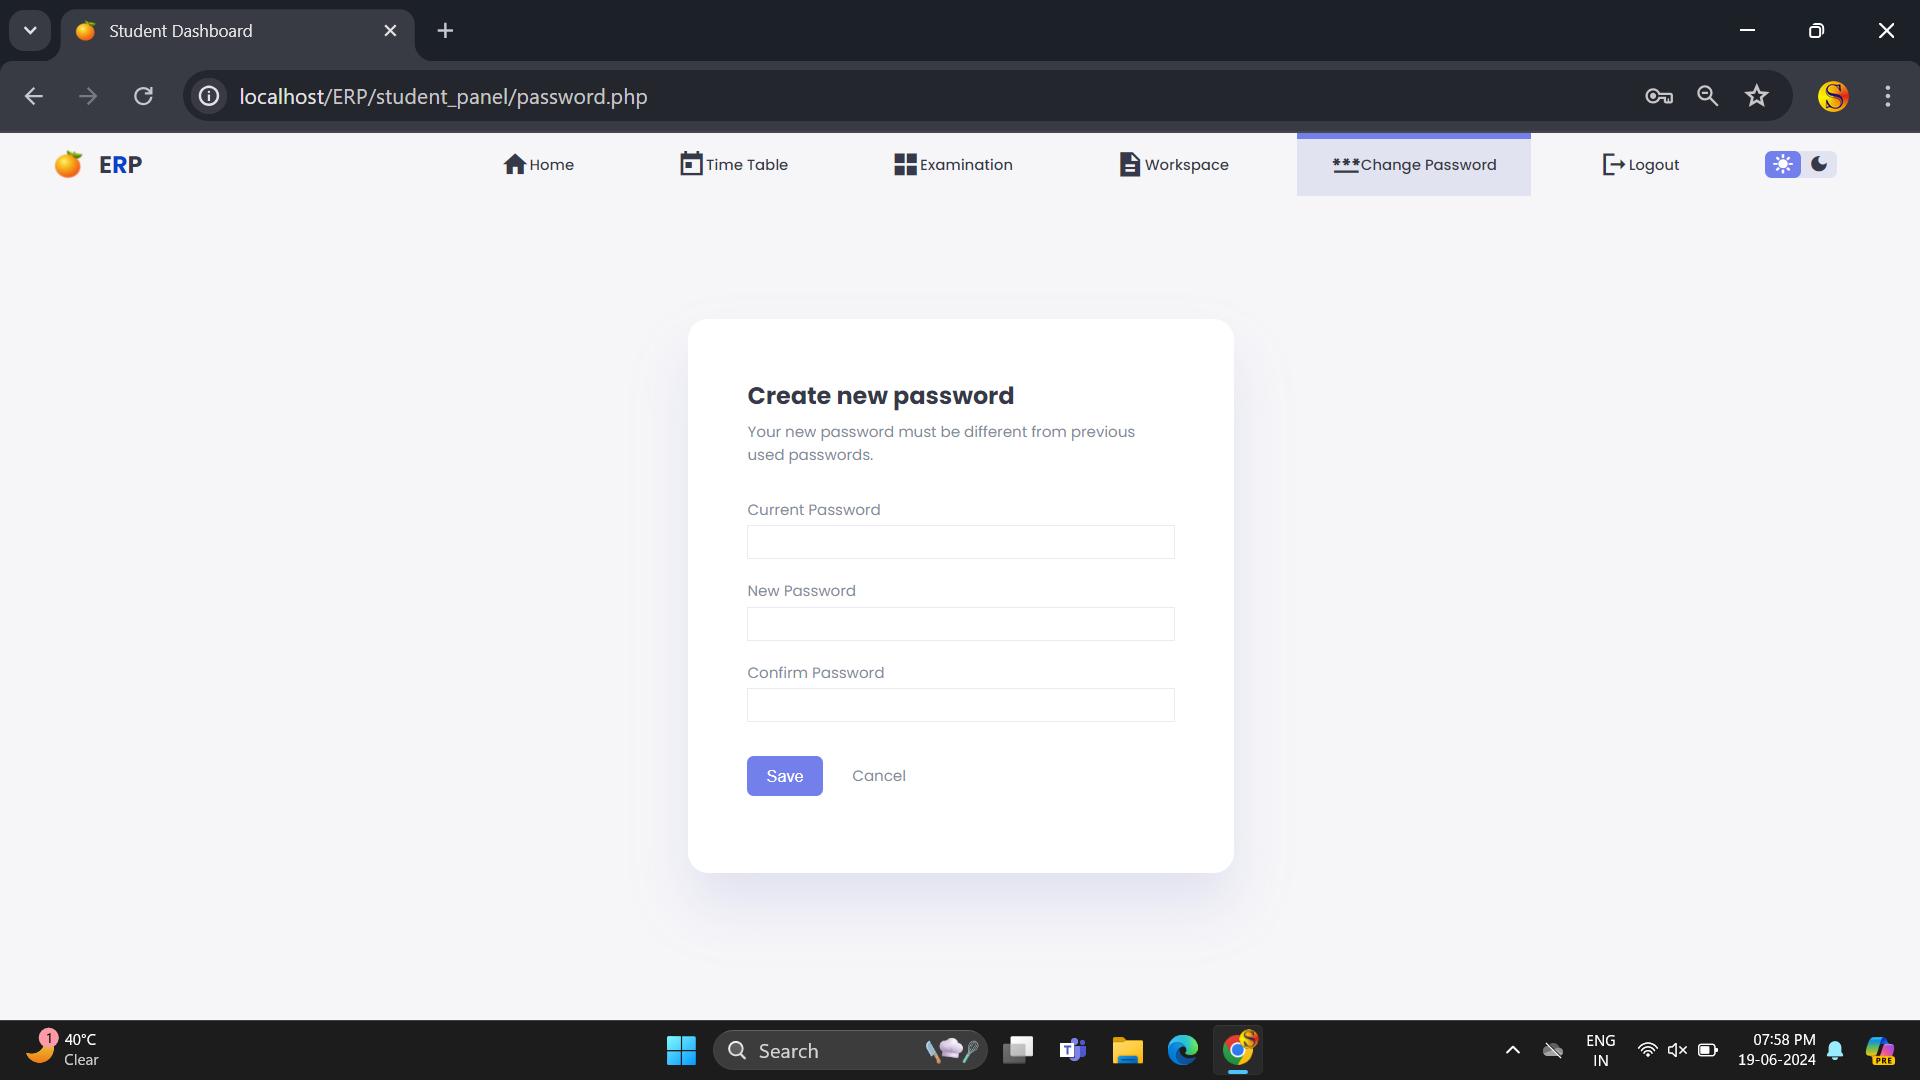 Student Dashboard
localhost/ERP/student_panel/password.php
S
ERP
Home
Time Table
Examination
Workspace
***Change Password
Logout
Create new password
Your new password must be different from previous
used passwords.
Current Password
New Password
Confirm Password
Save
Cancel
1
40°C
Clear
Search
T
ENG
IN
07:58 PM
19-06-2024
PRE